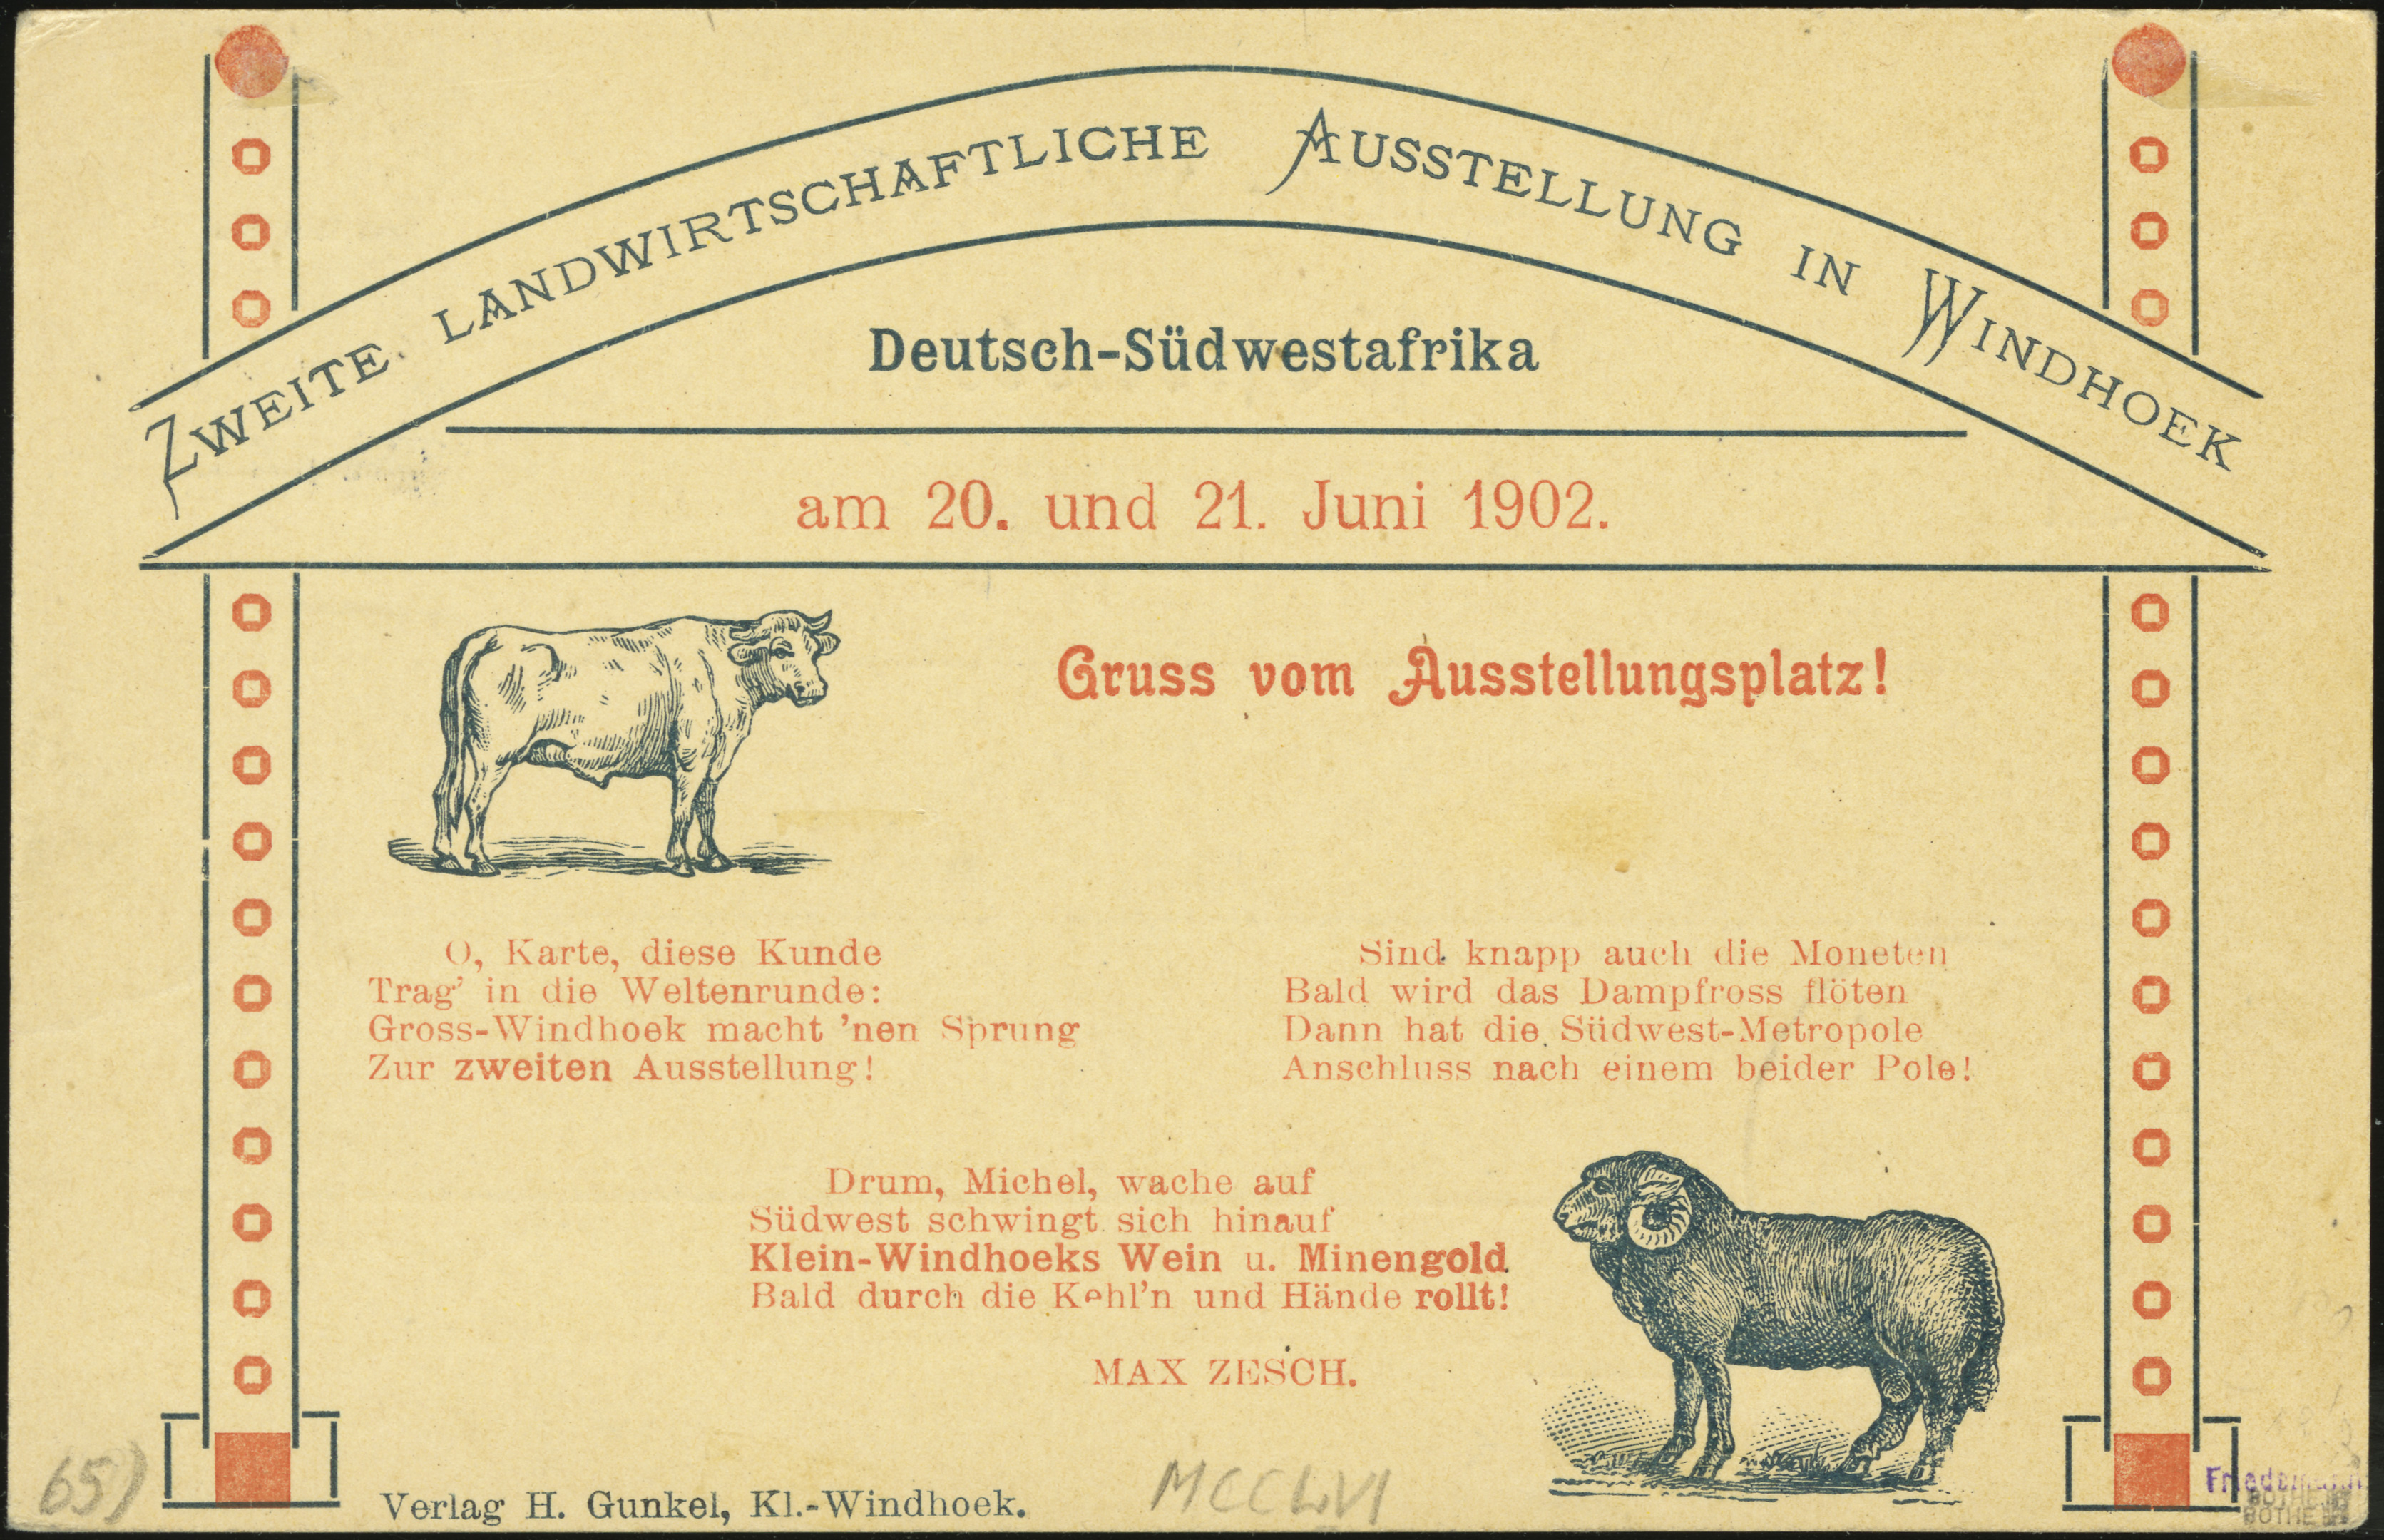 ZWEITE LANDWIRTSCHAFTLICHE AUSSTELLUNG IN WINDHOEK
Deutsch-Südwestafrika
am 20. und 21. Juni 1902.
Gruss vom Ausstellungsplatz!
O, Karte, diese Kunde
Trag' in die Weltenrunde:
Gross-Windhoek macht 'nen Sprung
Zur zweiten Ausstellung!
Sind knapp auch die Moneten
Bald wird das Dampfross flöten
Dann hat die Südwest-Metropole
Anschluss nach einem beider Pole!
Drum, Michel, wache auf
Südwest schwingt sich hinauf
Klein-Windhoeks Wein u. Minengold
Bald durch die Kehl'n und Hände rollt!
MAX ZESCH.
Verlag H. Gunkel, Kl.-Windhoek.
65)
BOTHE